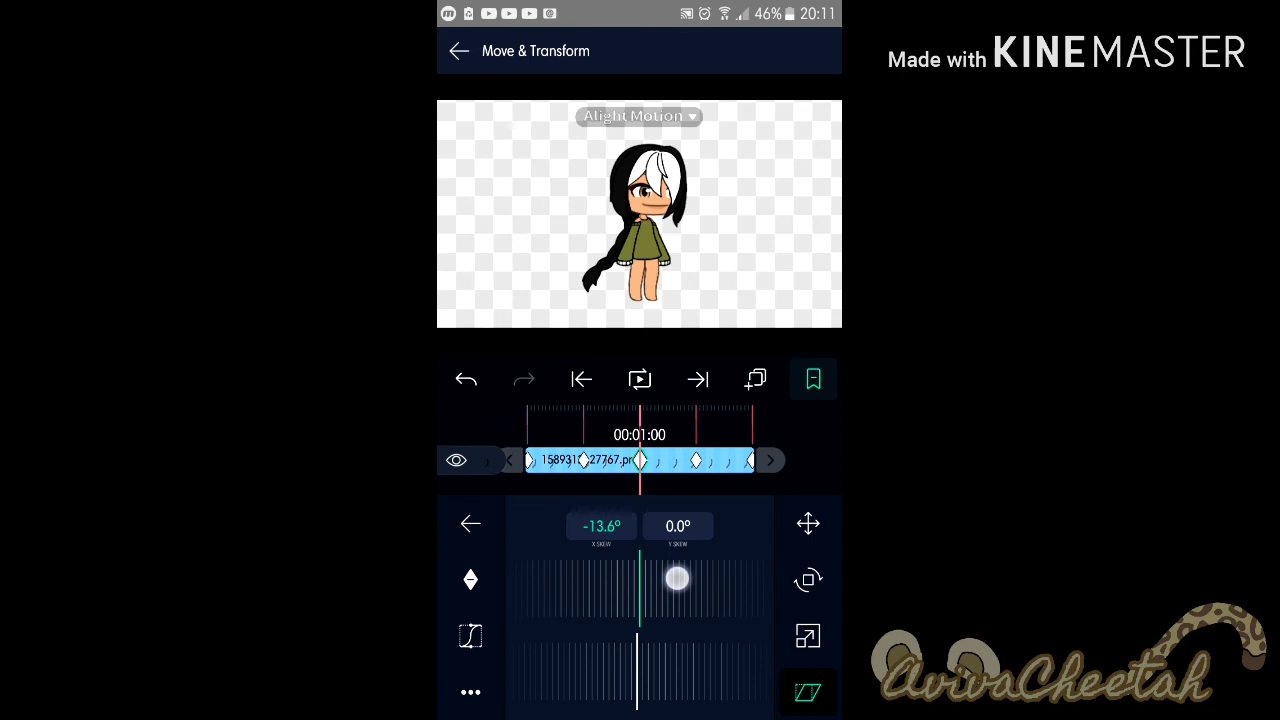 46% 20:11
Move & Transform
Made with KINEMASTER
Alight Motion
00:01:00
-13.6° 0.0°
X SKEW Y SKEW
AvivaCheetah